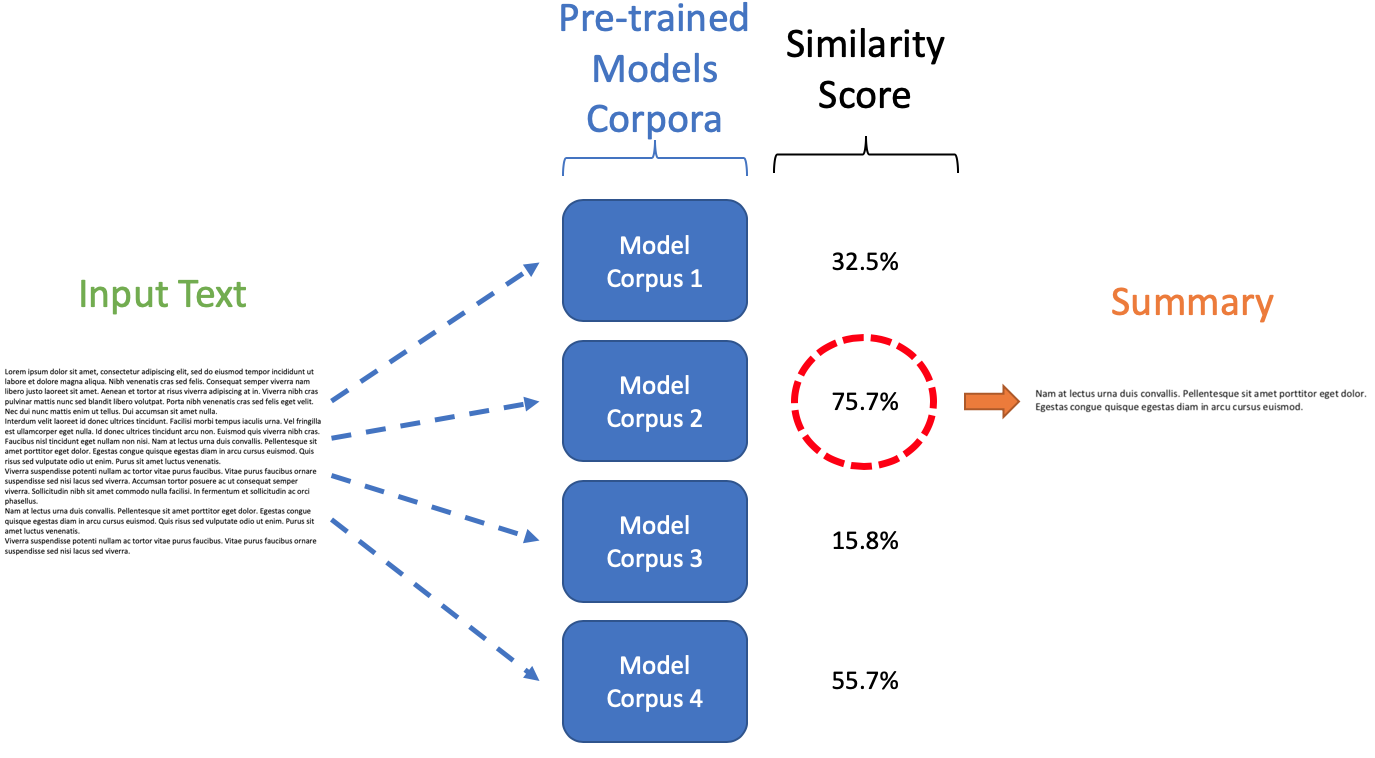 Pre-trained
Models
Corpora
Similarity
Score
Input Text
Lorem ipsum dolor sit amet, consectetur adipiscing elit, sed do eiusmod tempor incididunt ut
labore et dolore magna aliqua. Nibh venenatis cras sed felis. Consequat semper viverra nam
libero justo laoreet sit amet. Aenean et tortor at risus viverra adipiscing at in. Viverra nibh cras
pulvinar mattis nunc sed blandit libero volutpat. Porta nibh venenatis cras sed felis eget velit.
Nec dui nunc mattis enim ut tellus. Dui accumsan sit amet nulla.
Interdum velit laoreet id donec ultrices tincidunt. Facilisi morbi tempus iaculis urna. Vel fringilla
est ullamcorper eget nulla. Id donec ultrices tincidunt arcu non. Euismod quis viverra nibh cras.
Faucibus nisl tincidunt eget nullam non nisi. Nam at lectus urna duis convallis. Pellentesque sit
amet porttitor eget dolor. Egestas congue quisque egestas diam in arcu cursus euismod. Quis
risus sed vulputate odio ut enim. Purus sit amet luctus venenatis.
Viverra suspendisse potenti nullam ac tortor vitae purus faucibus. Vitae purus faucibus ornare
suspendisse sed nisi lacus sed viverra. Accumsan tortor posuere ac ut consequat semper
viverra. Sollicitudin nibh sit amet commodo nulla facilisi. In fermentum et sollicitudin ac orci
phasellus.
Nam at lectus urna duis convallis. Pellentesque sit amet porttitor eget dolor. Egestas congue
quisque egestas diam in arcu cursus euismod. Quis risus sed vulputate odio ut enim. Purus sit
amet luctus venenatis.
Viverra suspendisse potenti nullam ac tortor vitae purus faucibus. Vitae purus faucibus ornare
suspendisse sed nisi lacus sed viverra.
Model
Corpus 1
32.5%
Model
Corpus 2
75.7%
Model
Corpus 3
15.8%
Model
Corpus 4
55.7%
Summary
Nam at lectus urna duis convallis. Pellentesque sit amet porttitor eget dolor.
Egestas congue quisque egestas diam in arcu cursus euismod.